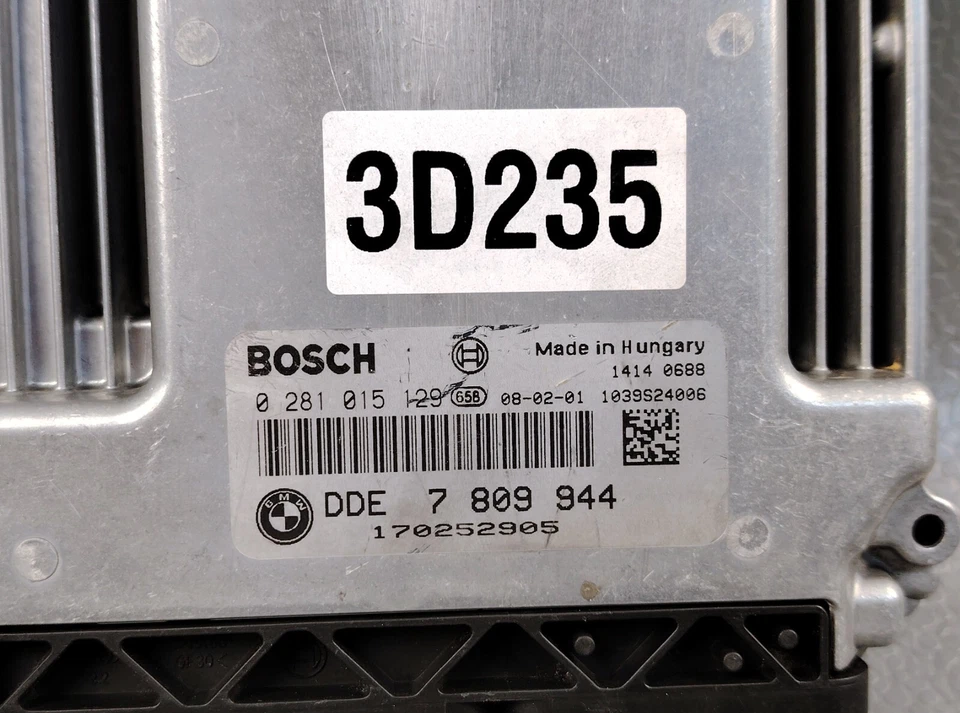 3D235
BOSCH Made in Hungary
1414 0688
0 281 015 129 65B 08-02-01 1039S24006
BMW DDE 7 809 944
170252905